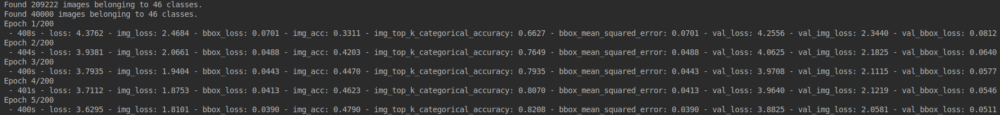 Found 209222 images belonging to 46 classes.
Found 40000 images belonging to 46 classes.
Epoch 1/200
 - 408s - loss: 4.3762 - img_loss: 2.4684 - bbox_loss: 0.0701 - img_acc: 0.3311 - img_top_k_categorical_accuracy: 0.6627 - bbox_mean_squared_error: 0.0701 - val_loss: 4.2556 - val_img_loss: 2.3440 - val_bbox_loss: 0.0812
Epoch 2/200
 - 404s - loss: 3.9381 - img_loss: 2.0661 - bbox_loss: 0.0488 - img_acc: 0.4203 - img_top_k_categorical_accuracy: 0.7649 - bbox_mean_squared_error: 0.0488 - val_loss: 4.0625 - val_img_loss: 2.1825 - val_bbox_loss: 0.0640
Epoch 3/200
 - 400s - loss: 3.7935 - img_loss: 1.9404 - bbox_loss: 0.0443 - img_acc: 0.4470 - img_top_k_categorical_accuracy: 0.7935 - bbox_mean_squared_error: 0.0443 - val_loss: 3.9708 - val_img_loss: 2.1115 - val_bbox_loss: 0.0577
Epoch 4/200
 - 401s - loss: 3.7112 - img_loss: 1.8753 - bbox_loss: 0.0413 - img_acc: 0.4623 - img_top_k_categorical_accuracy: 0.8070 - bbox_mean_squared_error: 0.0413 - val_loss: 3.9640 - val_img_loss: 2.1219 - val_bbox_loss: 0.0546
Epoch 5/200
 - 400s - loss: 3.6295 - img_loss: 1.8101 - bbox_loss: 0.0390 - img_acc: 0.4790 - img_top_k_categorical_accuracy: 0.8208 - bbox_mean_squared_error: 0.0390 - val_loss: 3.8825 - val_img_loss: 2.0581 - val_bbox_loss: 0.0511